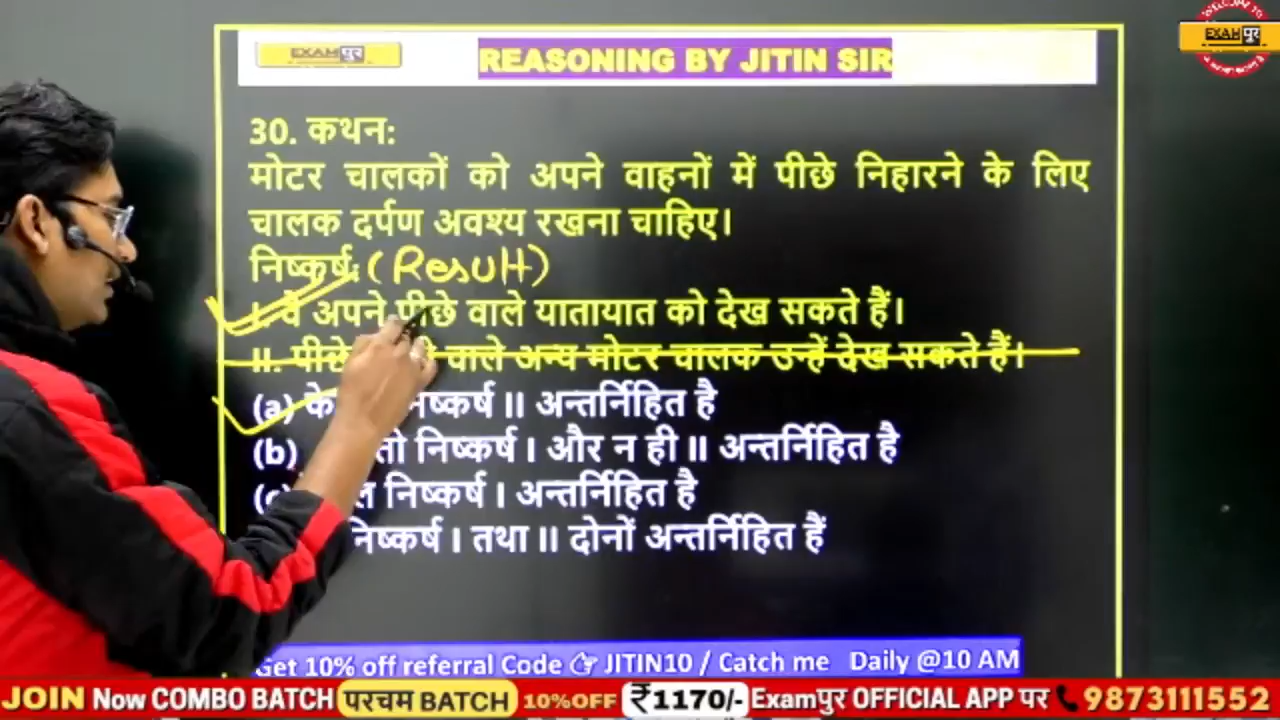 WELCOME TO
EXAMपुर
EXAMपुर
REASONING BY JITIN SIR
30. कथन:
मोटर चालकों को अपने वाहनों में पीछे निहारने के लिए
चालक दर्पण अवश्य रखना चाहिए।
निष्कर्ष: (Result)
I. वे अपने पीछे वाले यातायात को देख सकते हैं।
II. पीछे वाले अन्य मोटर चालक उन्हें देख सकते हैं।
(a) निष्कर्ष II अन्तर्निहित है
(b) तो निष्कर्ष I और न ही II अन्तर्निहित है
(c) निष्कर्ष I अन्तर्निहित है
निष्कर्ष I तथा II दोनों अन्तर्निहित हैं
Get 10% off referral Code JITIN10 / Catch me Daily @10 AM
JOIN Now COMBO BATCH परचम BATCH 10%OFF ₹1170/- Examपुर OFFICIAL APP पर 9873111552